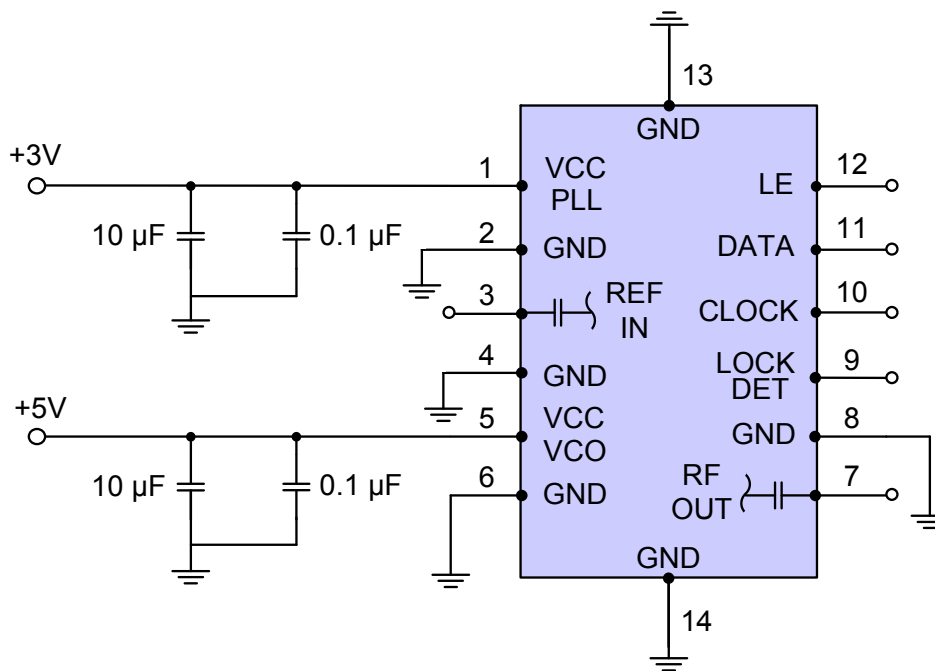 13
GND
+3V
1
VCC
PLL
12
LE
10 µF
0.1 µF
2
GND
11
DATA
3
REF
IN
10
CLOCK
4
GND
9
LOCK
DET
+5V
5
VCC
VCO
8
GND
10 µF
0.1 µF
6
GND
7
RF
OUT
GND
14